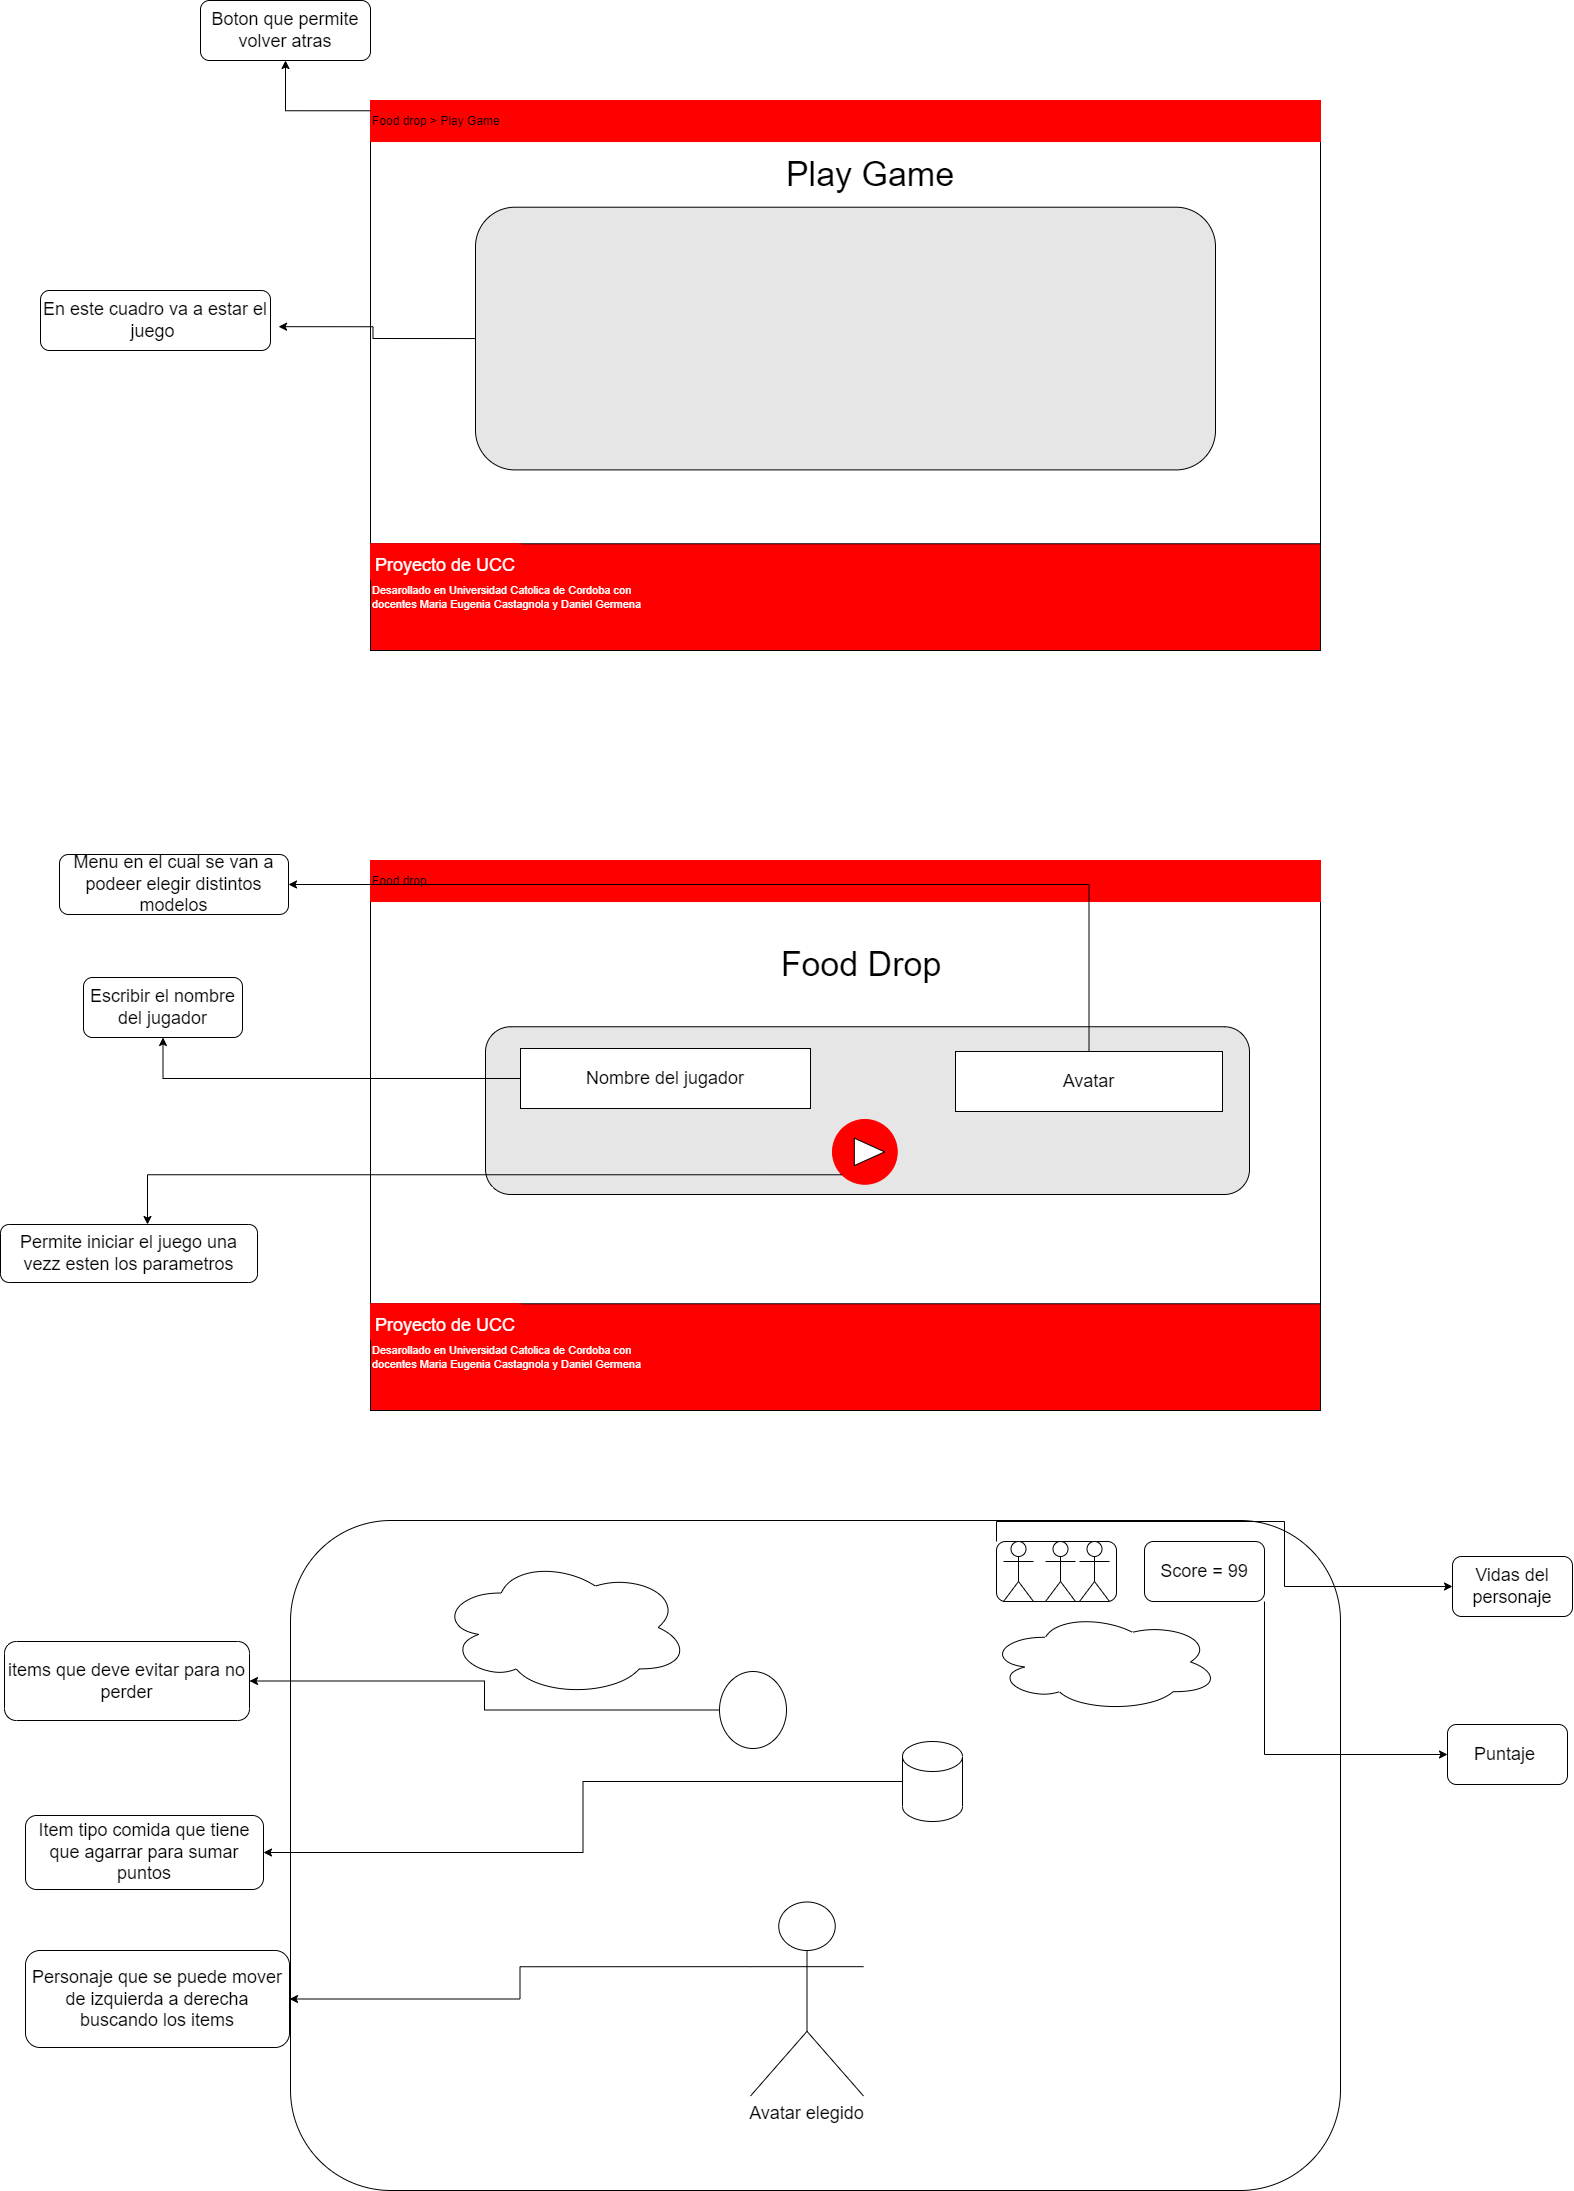 Boton que permite
volver atras
Food drop > Play Game
Play Game
En este cuadro va a estar el
juego
Proyecto de UCC
Desarollado en Universidad Catolica de Cordoba con
docentes Maria Eugenia Castagnola y Daniel Germena
Menu en el cual se van a
podeer elegir distintos
modelos
Food drop
Food Drop
Escribir el nombre
del jugador
Nombre del jugador
Avatar
Permite iniciar el juego una
vezz esten los parametros
Proyecto de UCC
Desarollado en Universidad Catolica de Cordoba con
docentes Maria Eugenia Castagnola y Daniel Germena
Score = 99
Vidas del
personaje
items que deve evitar para no
perder
Puntaje
Item tipo comida que tiene
que agarrar para sumar
puntos
Personaje que se puede mover
de izquierda a derecha
buscando los items
Avatar elegido